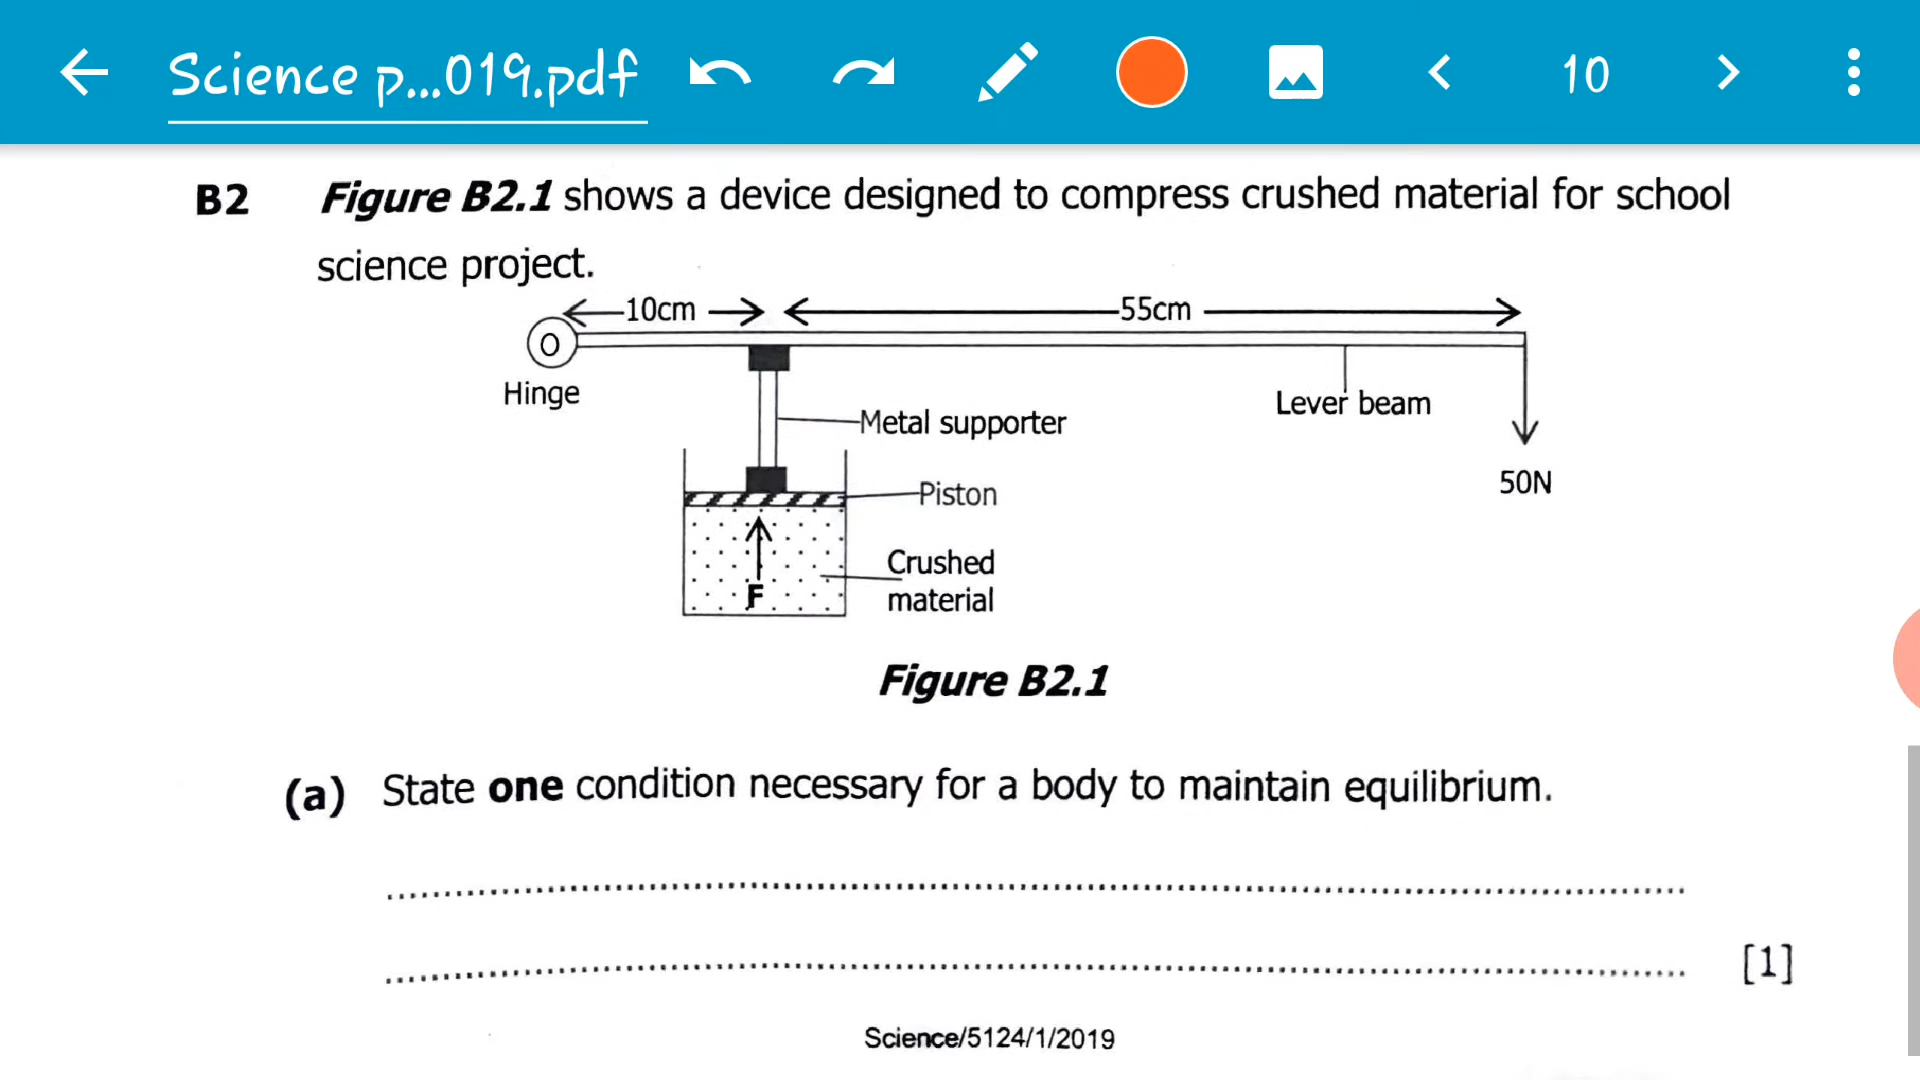 Science p...019.pdf
10
B2 Figure B2.1 shows a device designed to compress crushed material for school
science project.
10cm 55cm
O
Hinge
Lever beam
Metal supporter
50N
Piston
Crushed
material
F
Figure B2.1
(a) State one condition necessary for a body to maintain equilibrium.
[1]
Science/5124/1/2019